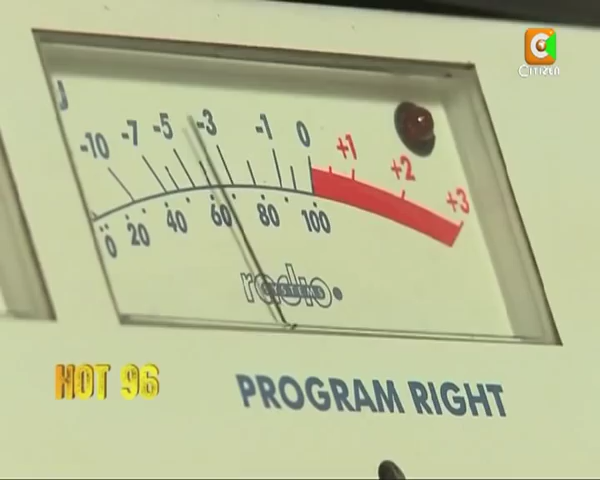 CITIZEN
-10 -7 -5 -3 -1 0 +1 +2 +3
0 20 40 60 80 100
radio
HOT 96
PROGRAM RIGHT